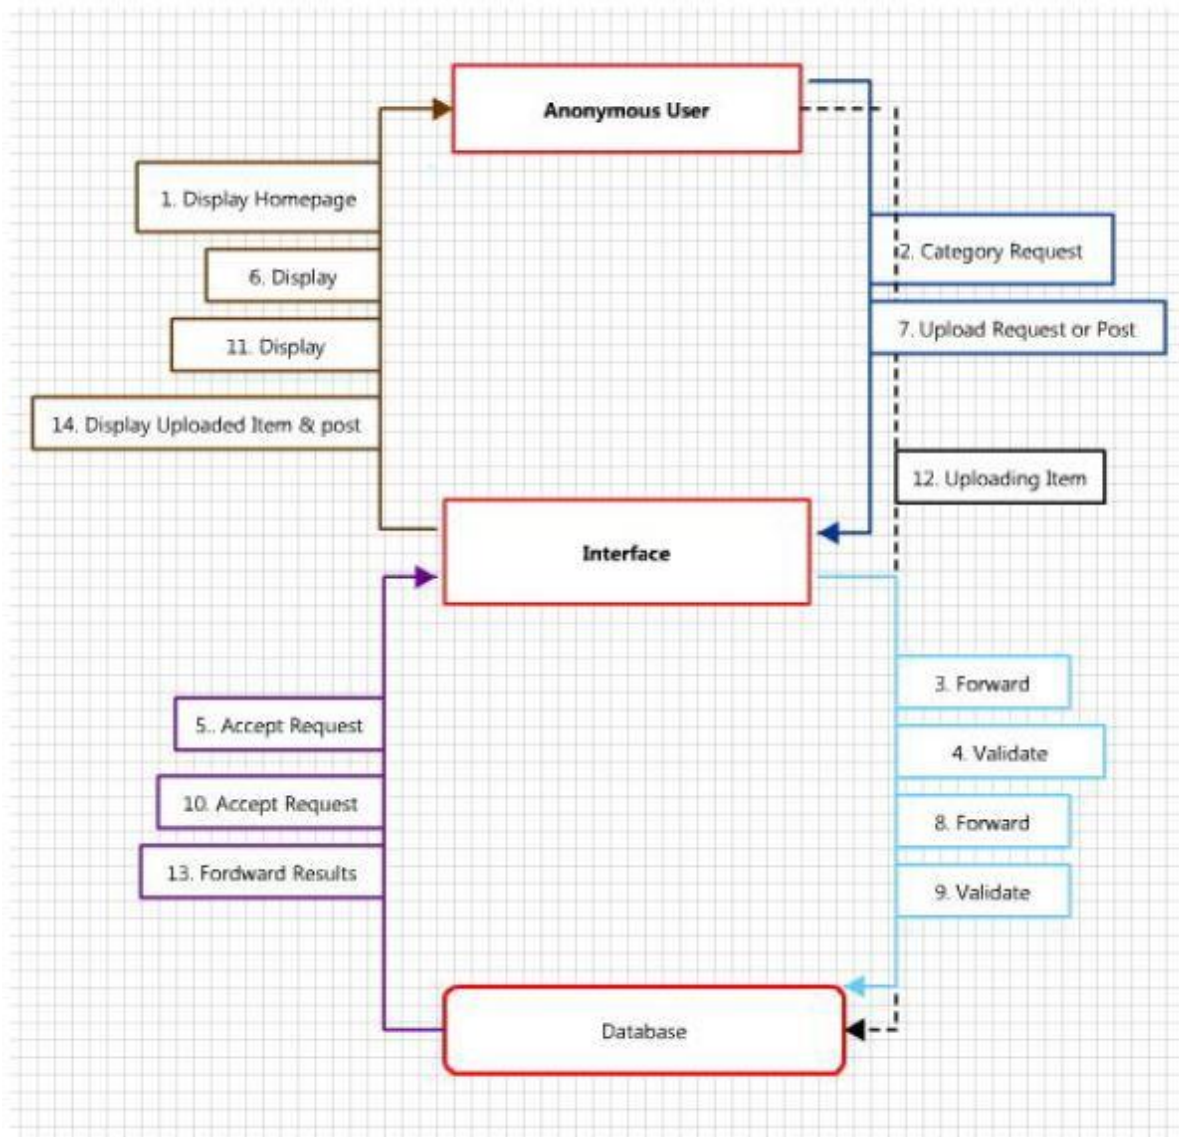 Anonymous User
1. Display Homepage
2. Category Request
6. Display
7. Upload Request or Post
11. Display
14. Display Uploaded Item & post
12. Uploading Item
Interface
3. Forward
5.. Accept Request
4. Validate
10. Accept Request
8. Forward
13. Fordward Results
9. Validate
Database